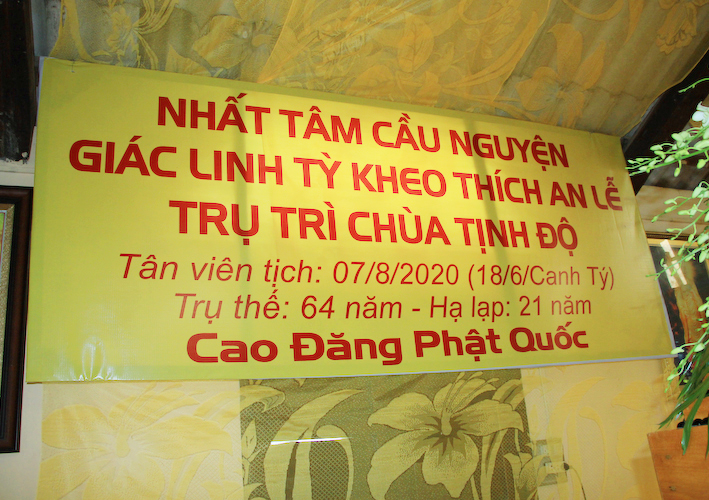 NHẤT TÂM CẦU NGUYỆN
GIÁC LINH TỲ KHEO THÍCH AN LỄ
TRỤ TRÌ CHÙA TỊNH ĐỘ
Tân viên tịch: 07/8/2020 (18/6/Canh Tý)
Trụ thế: 64 năm - Hạ lạp: 21 năm
Cao Đăng Phật Quốc